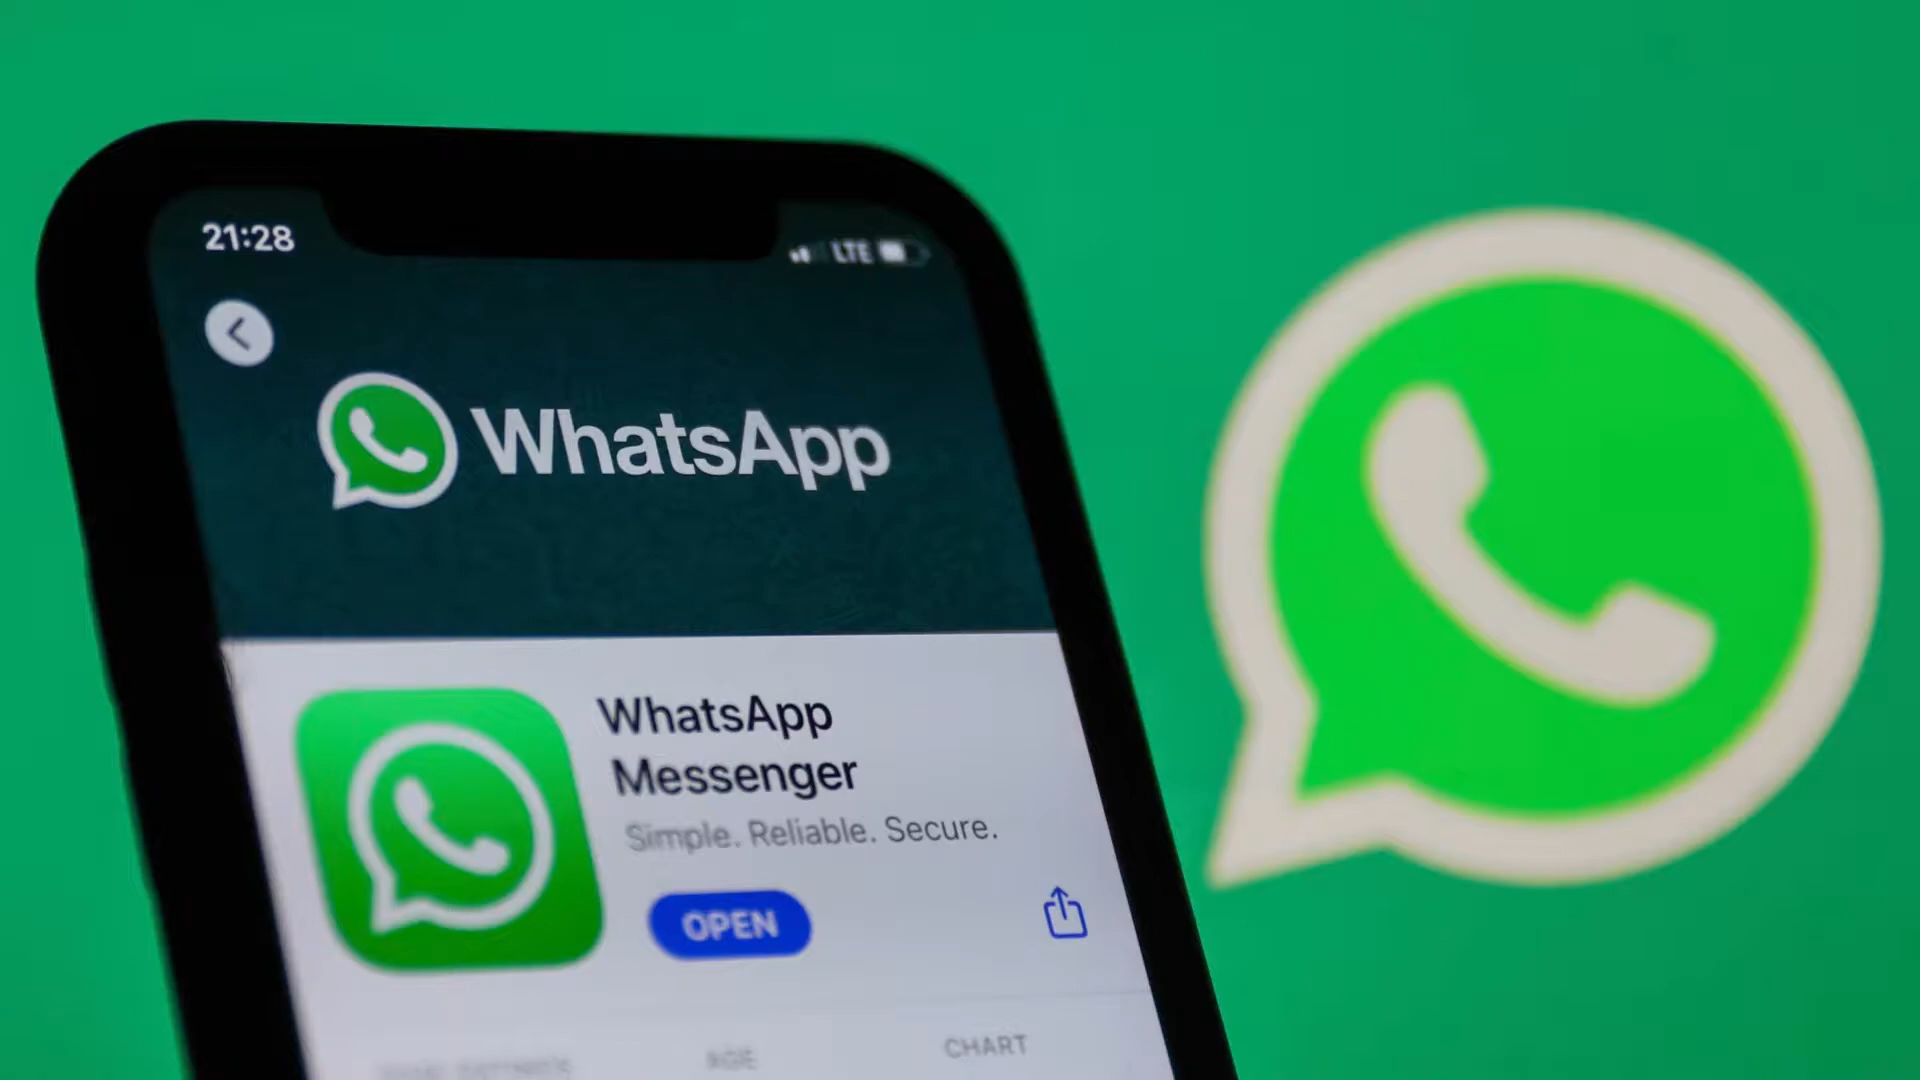 21:28
LTE
WhatsApp
WhatsApp
Messenger
Simple. Reliable. Secure.
OPEN
AGE
CHART